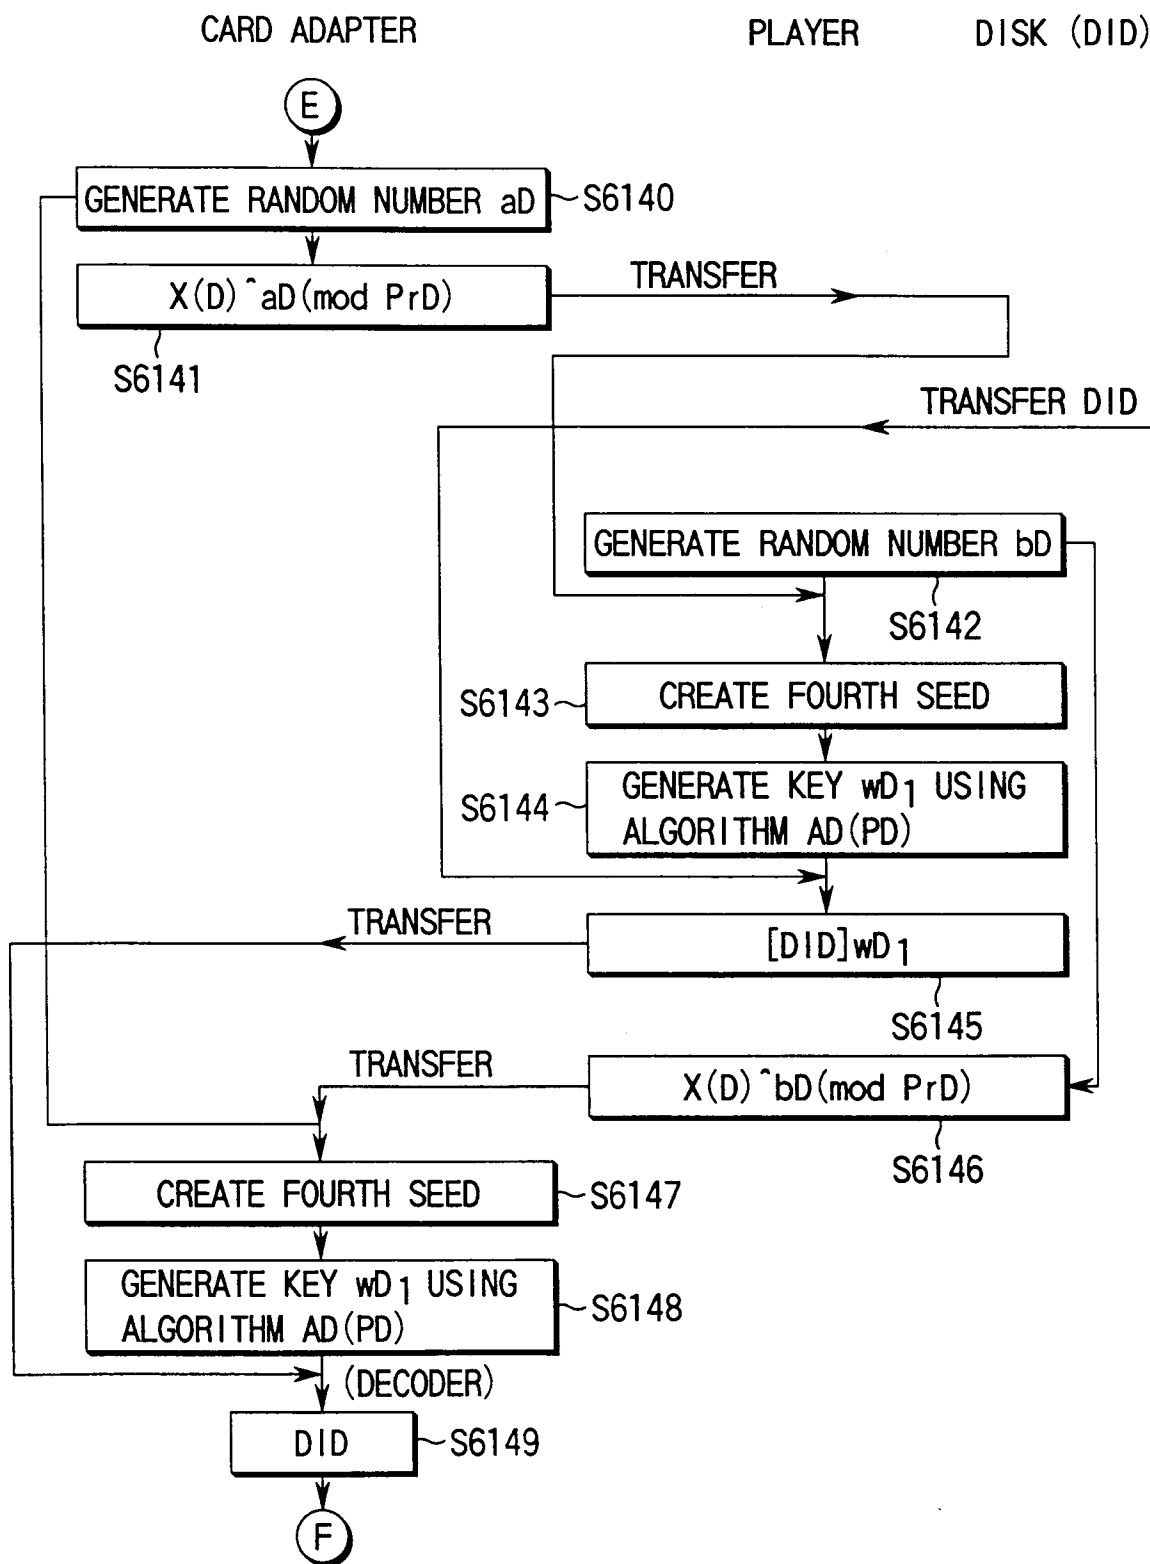 CARD ADAPTER
PLAYER
DISK (DID)
E
GENERATE RANDOM NUMBER aD
S6140
X(D)^aD(mod PrD)
S6141
TRANSFER
TRANSFER DID
GENERATE RANDOM NUMBER bD
S6142
S6143
CREATE FOURTH SEED
S6144
GENERATE KEY wD1 USING
ALGORITHM AD(PD)
TRANSFER
[DID]wD1
S6145
TRANSFER
X(D)^bD(mod PrD)
S6146
CREATE FOURTH SEED
S6147
GENERATE KEY wD1 USING
ALGORITHM AD(PD)
S6148
(DECODER)
DID
S6149
F